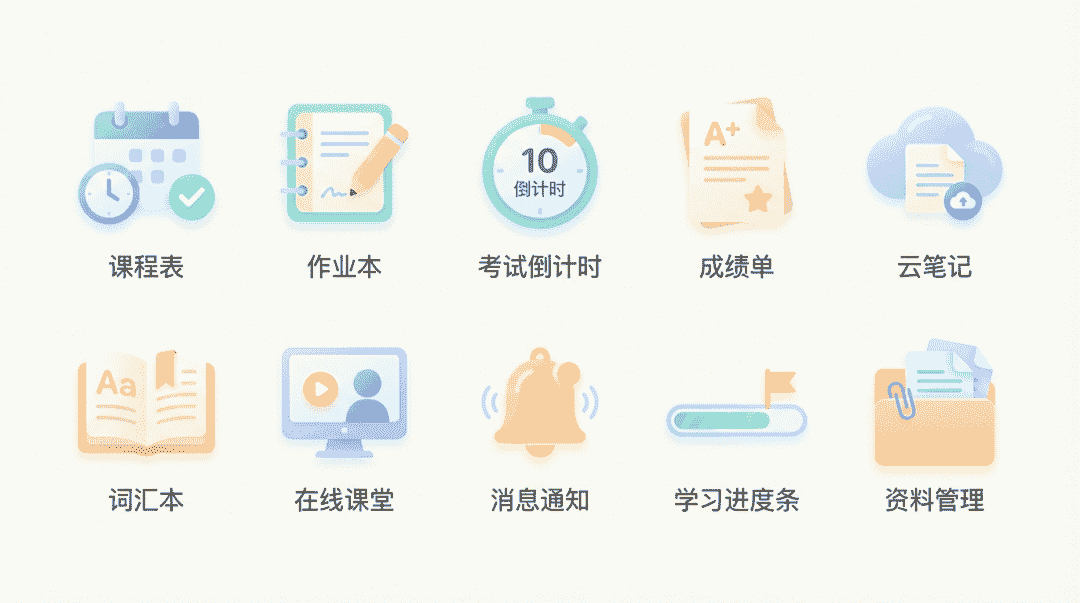 10
倒计时
A+
课程表
作业本
考试倒计时
成绩单
云笔记
Aa
词汇本
在线课堂
消息通知
学习进度条
资料管理